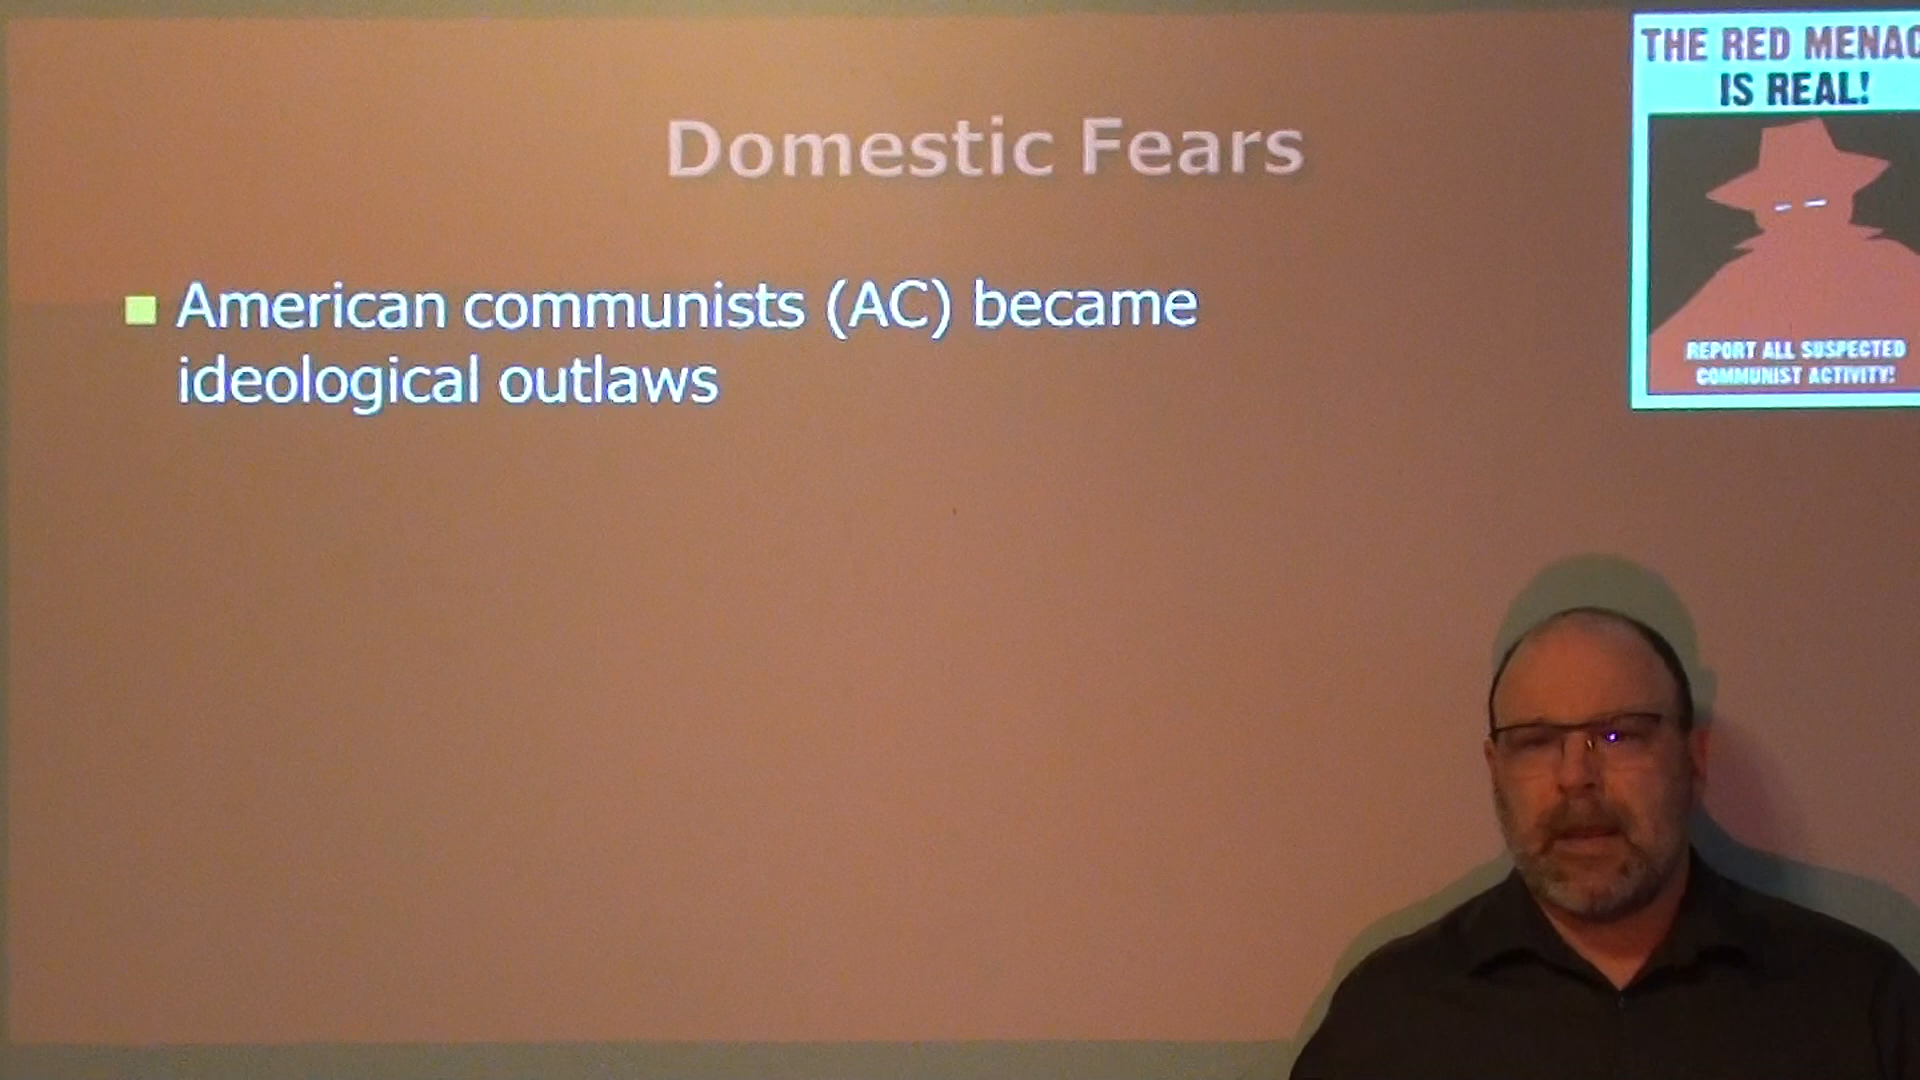 THE RED MENAC
IS REAL!
Domestic Fears
American communists (AC) became
ideological outlaws
REPORT ALL SUSPECTED
COMMUNIST ACTIVITY!